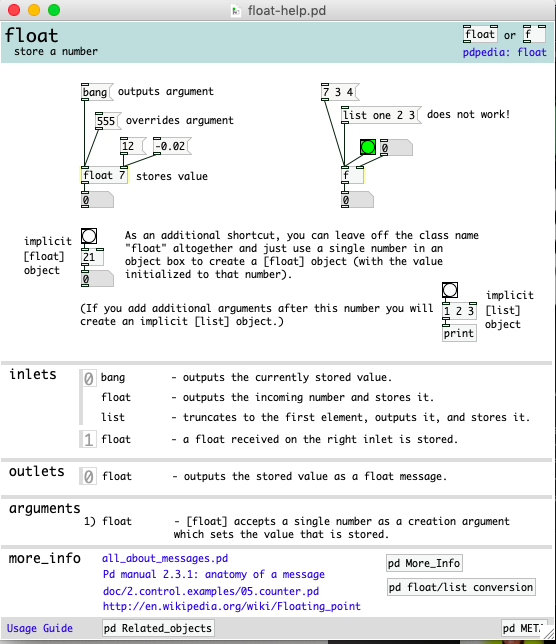 float-help.pd
float
float or f
store a number
pdpedia: float
bang outputs argument
7 3 4
555 overrides argument
list one 2 3 does not work!
12 -0.02
0
float 7 stores value
f
0
0
implicit
[float]
object
21
0
As an additional shortcut, you can leave off the class name
"float" altogether and just use a single number in an
object box to create a [float] object (with the value
initialized to that number).
(If you add additional arguments after this number you will
create an implicit [list] object.)
1 2 3
print
implicit
[list]
object
inlets
0 bang - outputs the currently stored value.
float - outputs the incoming number and stores it.
list - truncates to the first element, outputs it, and stores it.
1 float - a float received on the right inlet is stored.
outlets
0 float - outputs the stored value as a float message.
arguments
1) float - [float] accepts a single number as a creation argument
which sets the value that is stored.
more_info
all_about_messages.pd
Pd manual 2.3.1: anatomy of a message
doc/2.control.examples/05.counter.pd
http://en.wikipedia.org/wiki/Floating_point
pd More_Info
pd float/list conversion
Usage Guide
pd Related_objects
pd META